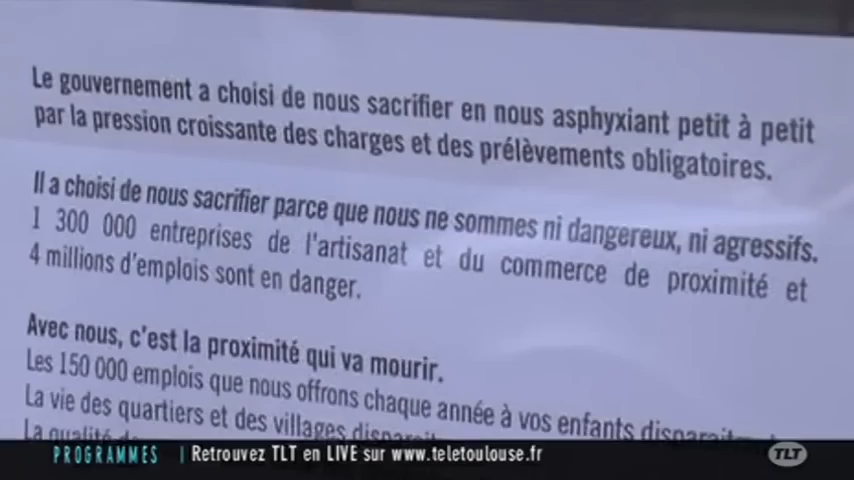 Le gouvernement a choisi de nous sacrifier en nous asphyxiant petit à petit
par la pression croissante des charges et des prélèvements obligatoires.
Il a choisi de nous sacrifier parce que nous ne sommes ni dangereux, ni agressifs.
1 300 000 entreprises de l'artisanat et du commerce de proximité et
4 millions d'emplois sont en danger.
Avec nous, c'est la proximité qui va mourir.
Les 150 000 emplois que nous offrons chaque année à vos enfants
La vie des quartiers et des villages
La qualité
PROGRAMMES | Retrouvez TLT en LIVE sur www.teletoulouse.fr
TLT